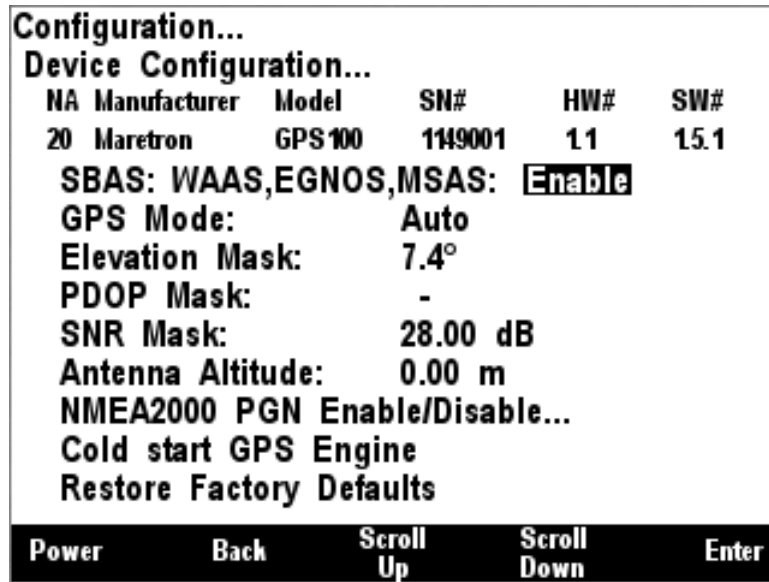 Configuration...
Device Configuration...
NA Manufacturer Model SN# HW# SW#
20 Maretron GPS100 1149001 1.1 1.5.1
SBAS: WAAS,EGNOS,MSAS: Enable
GPS Mode: Auto
Elevation Mask: 7.4°
PDOP Mask: -
SNR Mask: 28.00 dB
Antenna Altitude: 0.00 m
NMEA2000 PGN Enable/Disable...
Cold start GPS Engine
Restore Factory Defaults
Power Back Scroll Up Scroll Down Enter